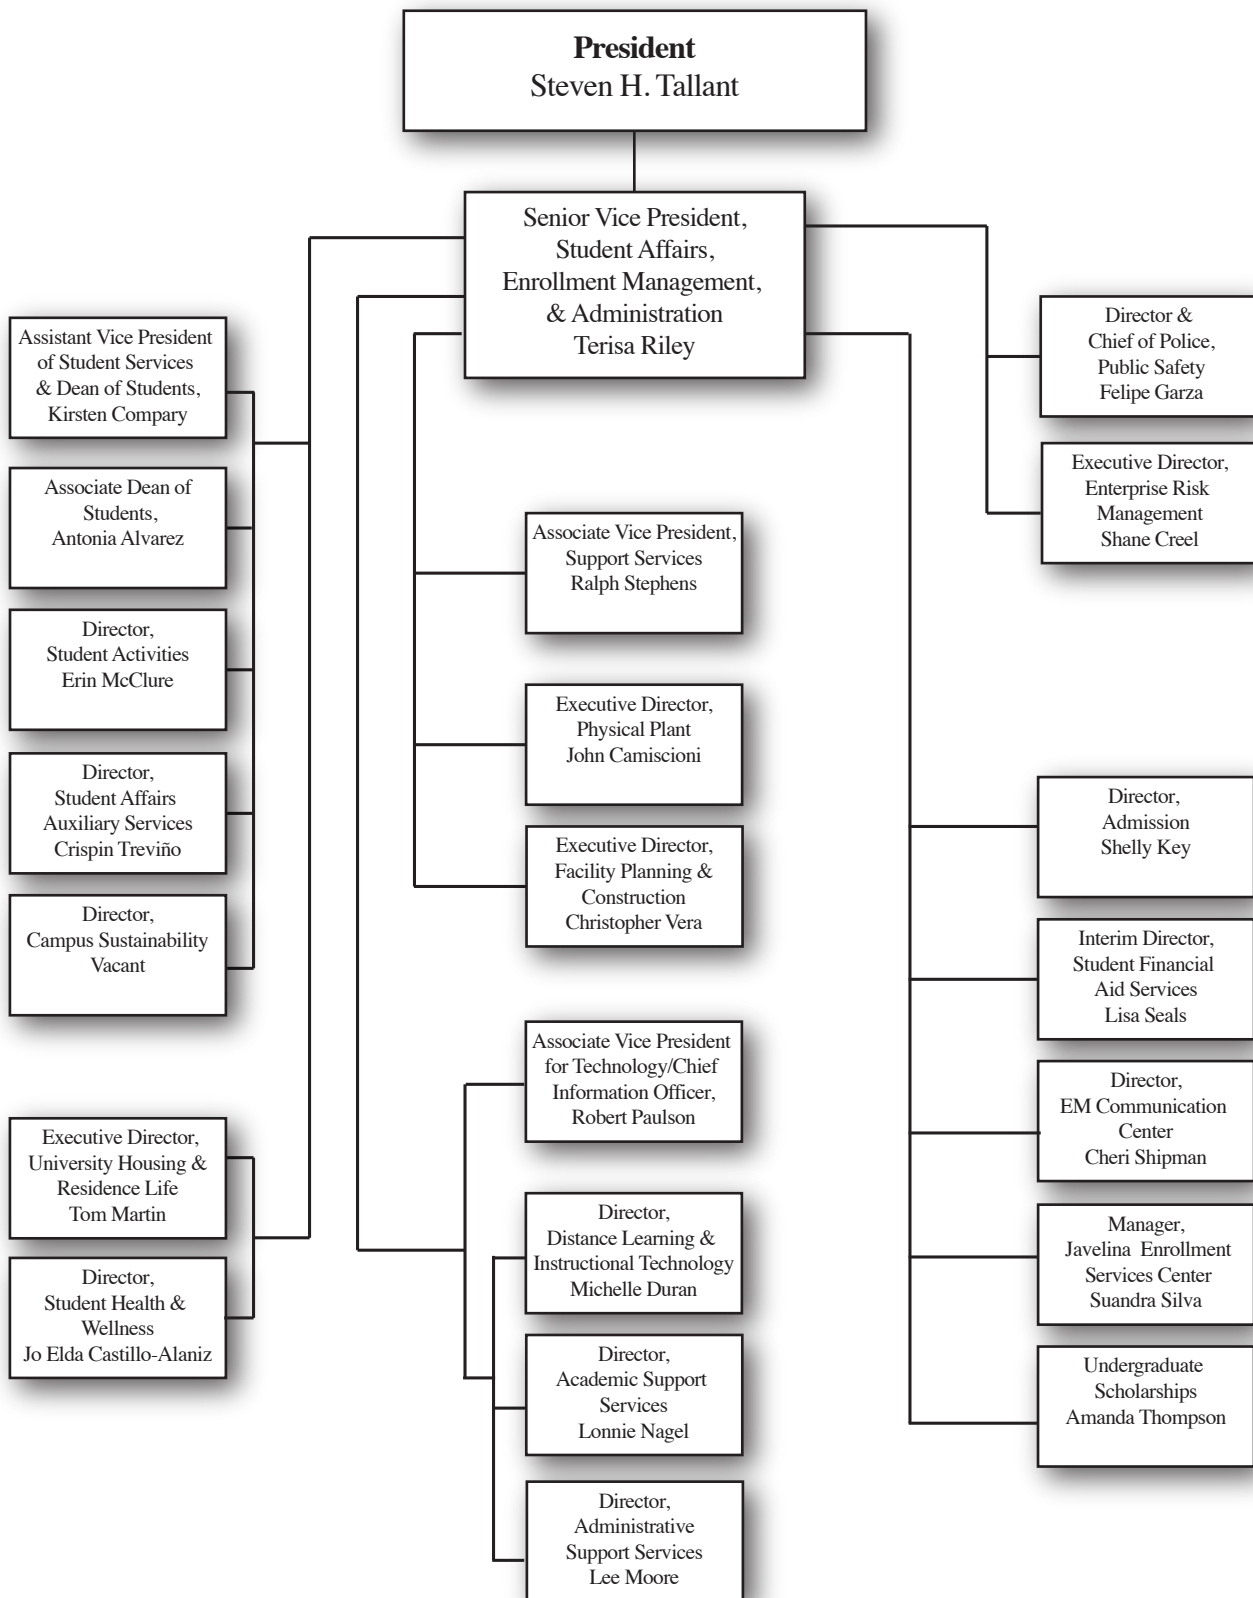 President
Steven H. Tallant
Senior Vice President,
Student Affairs,
Enrollment Management,
& Administration
Terisa Riley
Assistant Vice President
of Student Services
& Dean of Students,
Kirsten Compary
Associate Dean of
Students,
Antonia Alvarez
Director,
Student Activities
Erin McClure
Director,
Student Affairs
Auxiliary Services
Crispin Treviño
Director,
Campus Sustainability
Vacant
Executive Director,
University Housing &
Residence Life
Tom Martin
Director,
Student Health &
Wellness
Jo Elda Castillo-Alaniz
Associate Vice President,
Support Services
Ralph Stephens
Executive Director,
Physical Plant
John Camiscioni
Executive Director,
Facility Planning &
Construction
Christopher Vera
Associate Vice President
for Technology/Chief
Information Officer,
Robert Paulson
Director,
Distance Learning &
Instructional Technology
Michelle Duran
Director,
Academic Support
Services
Lonnie Nagel
Director,
Administrative
Support Services
Lee Moore
Director &
Chief of Police,
Public Safety
Felipe Garza
Executive Director,
Enterprise Risk
Management
Shane Creel
Director,
Admission
Shelly Key
Interim Director,
Student Financial
Aid Services
Lisa Seals
Director,
EM Communication
Center
Cheri Shipman
Manager,
Javelina Enrollment
Services Center
Suandra Silva
Undergraduate
Scholarships
Amanda Thompson